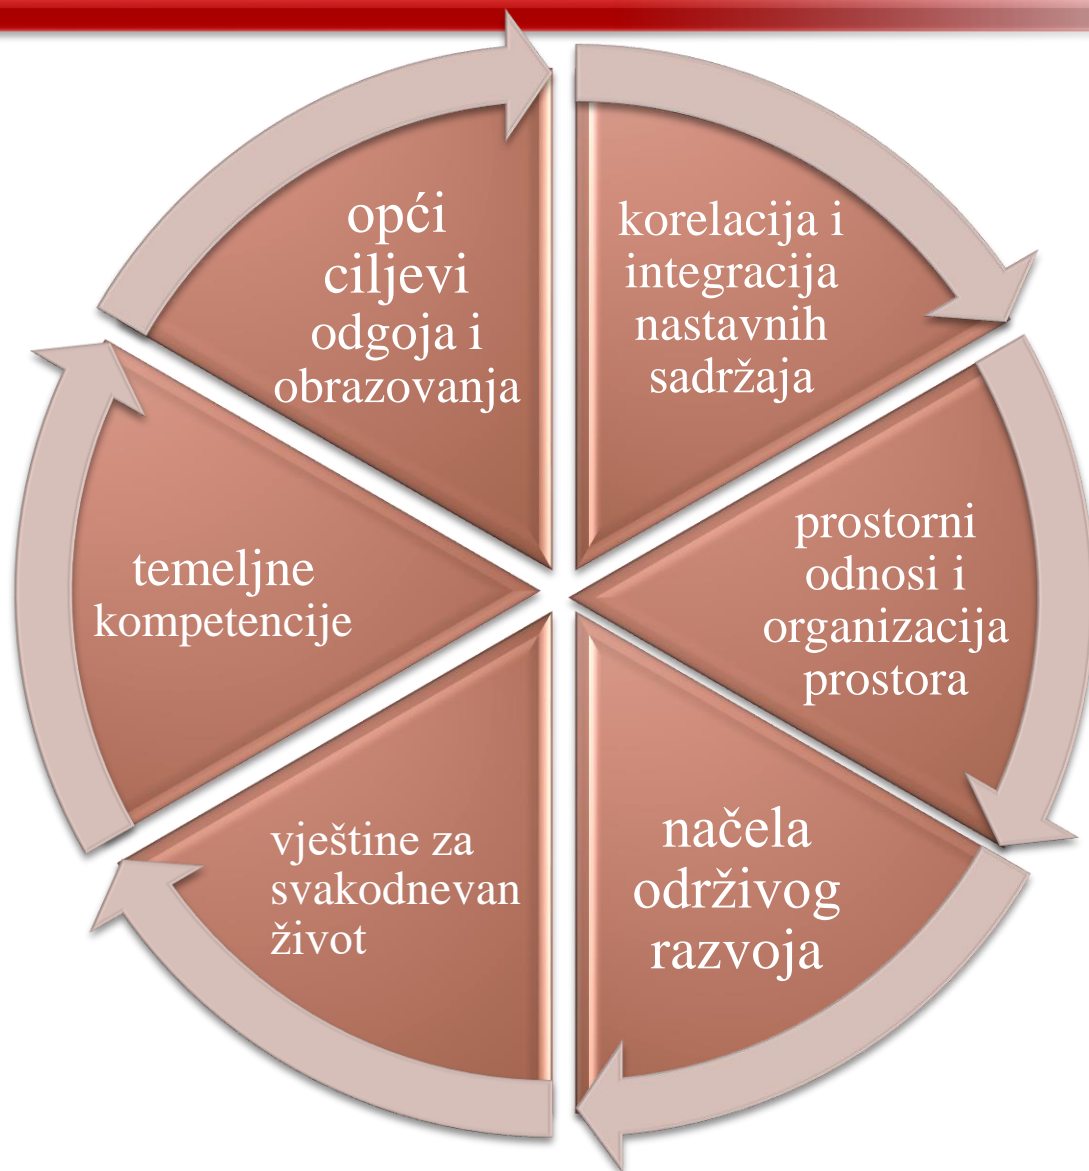 opći
ciljevi
odgoja i
obrazovanja
korelacija i
integracija
nastavnih
sadržaja
prostorni
odnosi i
organizacija
prostora
načela
održivog
razvoja
vještine za
svakodnevan
život
temeljne
kompetencije